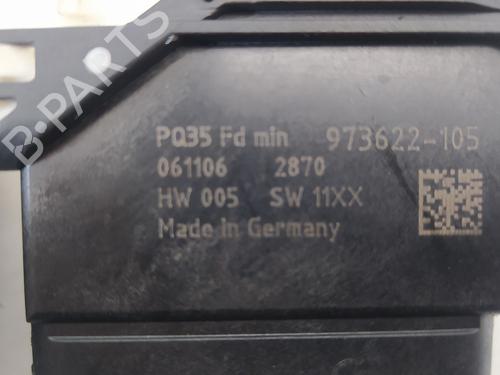 B-PARTS
PQ35 Fd min 973622-105
061106 2870
HW 005 SW 11XX
Made in Germany